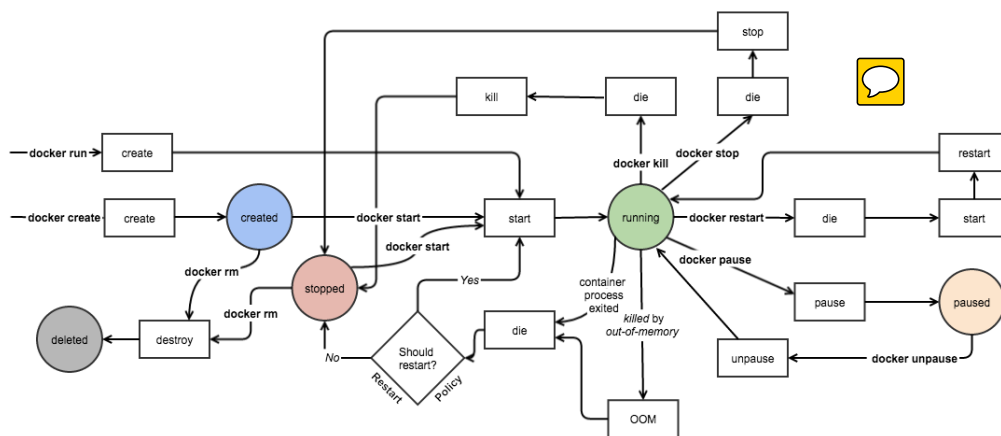 stop
kill
die
die
docker run
create
docker kill
docker stop
restart
docker create
create
created
docker start
start
running
docker restart
die
start
docker start
docker rm
stopped
docker rm
Yes
container
process
exited
docker pause
pause
paused
killed by
out-of-memory
deleted
destroy
No
Should
restart?
Restart
Policy
die
unpause
docker unpause
OOM